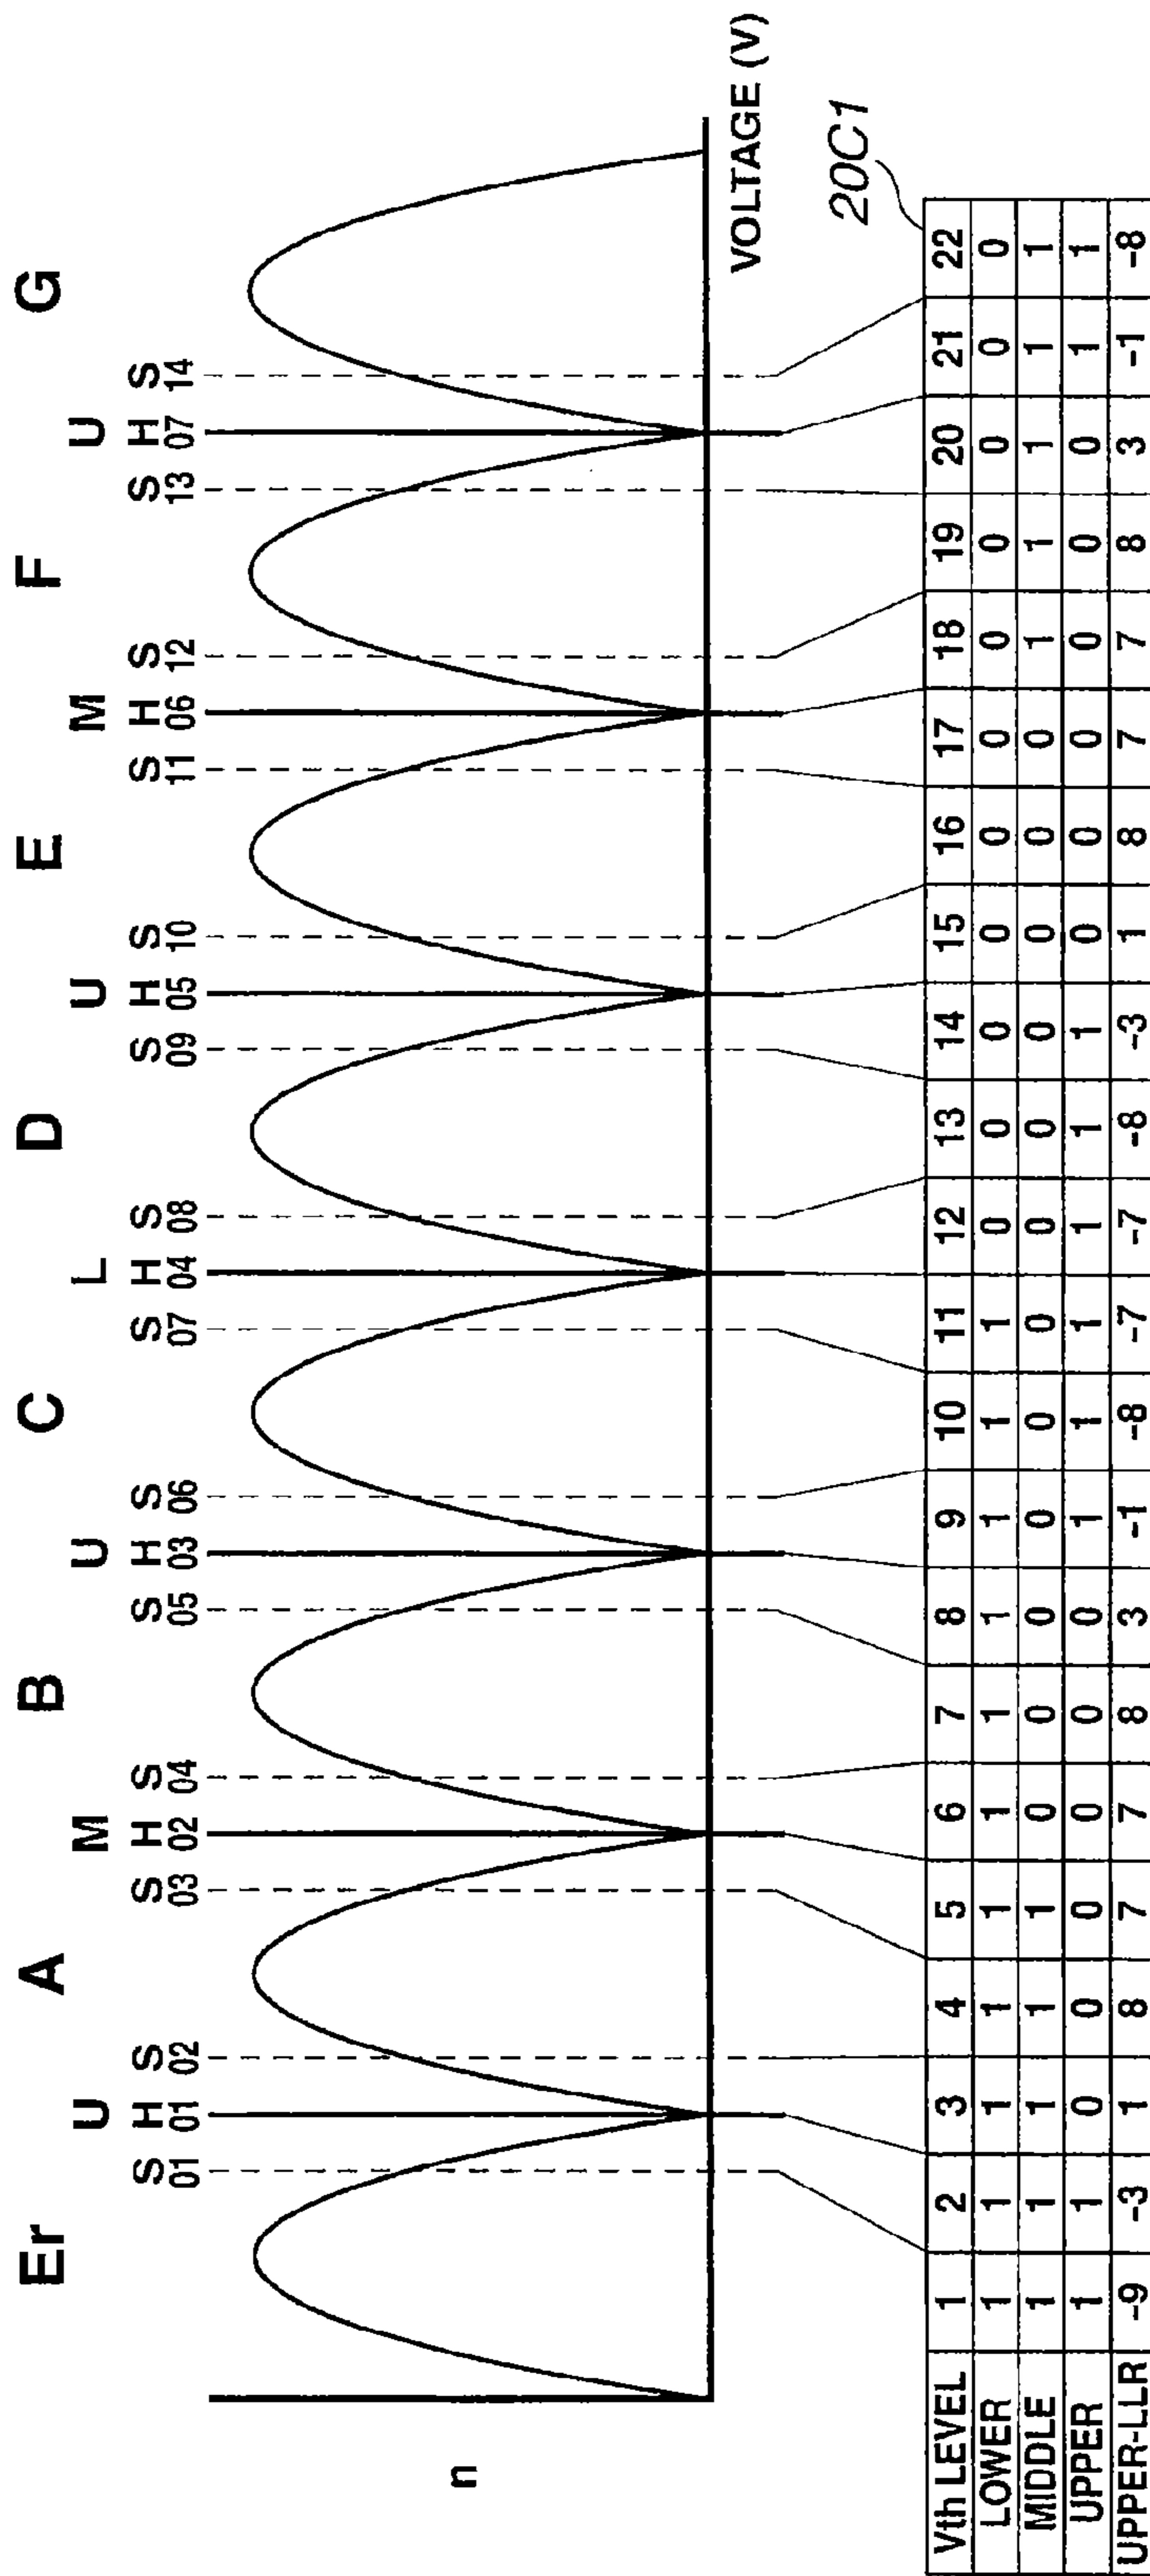 Er A B C D E F G
U M U L U M U
S H S S H S S H S S H S S H S S H S S H S
01 01 02 03 02 04 05 03 06 07 04 08 09 05 10 11 06 12 13 07 14
n
VOLTAGE (V)
20C1
Vth LEVEL 1 2 3 4 5 6 7 8 9 10 11 12 13 14 15 16 17 18 19 20 21 22
LOWER 1 1 1 1 1 1 1 1 1 1 1 0 0 0 0 0 0 0 0 0 0 0
MIDDLE 1 1 1 1 1 0 0 0 0 0 0 0 0 0 0 0 0 1 1 1 1 1
UPPER 1 1 0 0 0 0 0 0 1 1 1 1 1 1 0 0 0 0 0 0 1 1
UPPER-LLR -9 -3 1 8 7 7 8 3 -1 -8 -7 -7 -8 -3 1 8 7 7 8 3 -1 -8